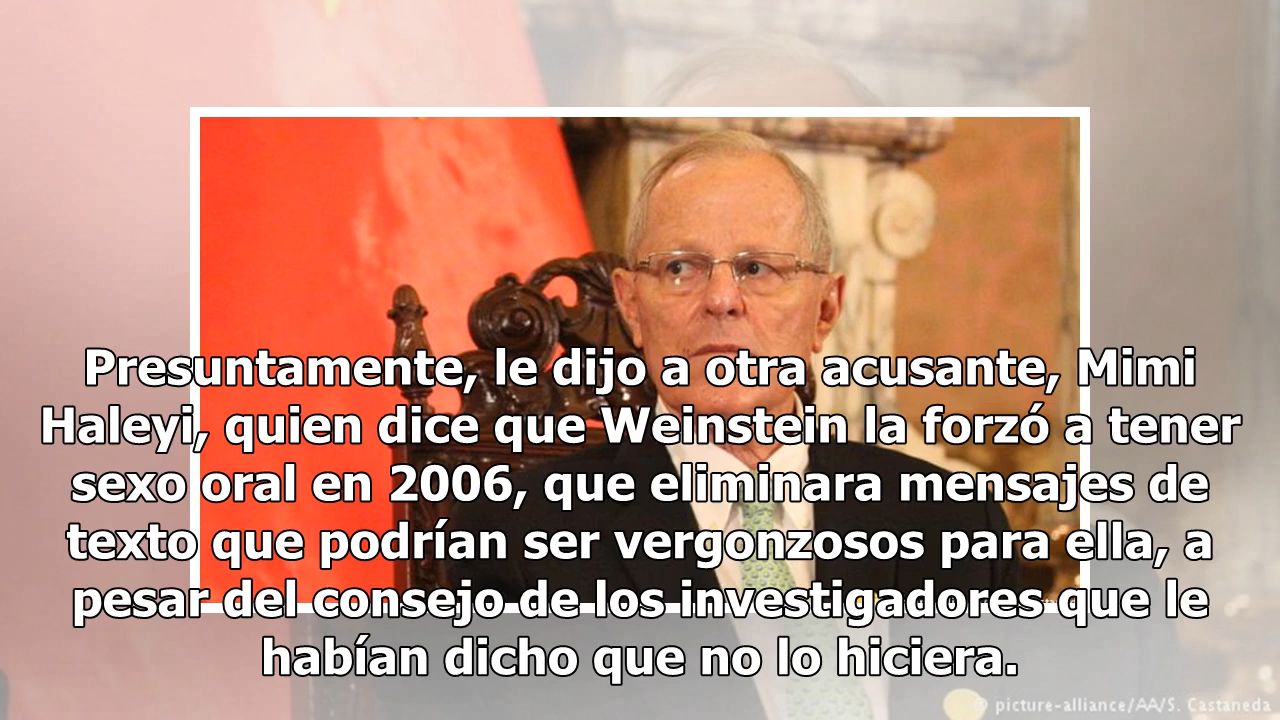 Presuntamente, le dijo a otra acusante, Mimi
Haleyi, quien dice que Weinstein la forzó a tener
sexo oral en 2006, que eliminara mensajes de
texto que podrían ser vergonzosos para ella, a
pesar del consejo de los investigadores que le
habían dicho que no lo hiciera.
© picture-alliance/AA/S. Castaneda